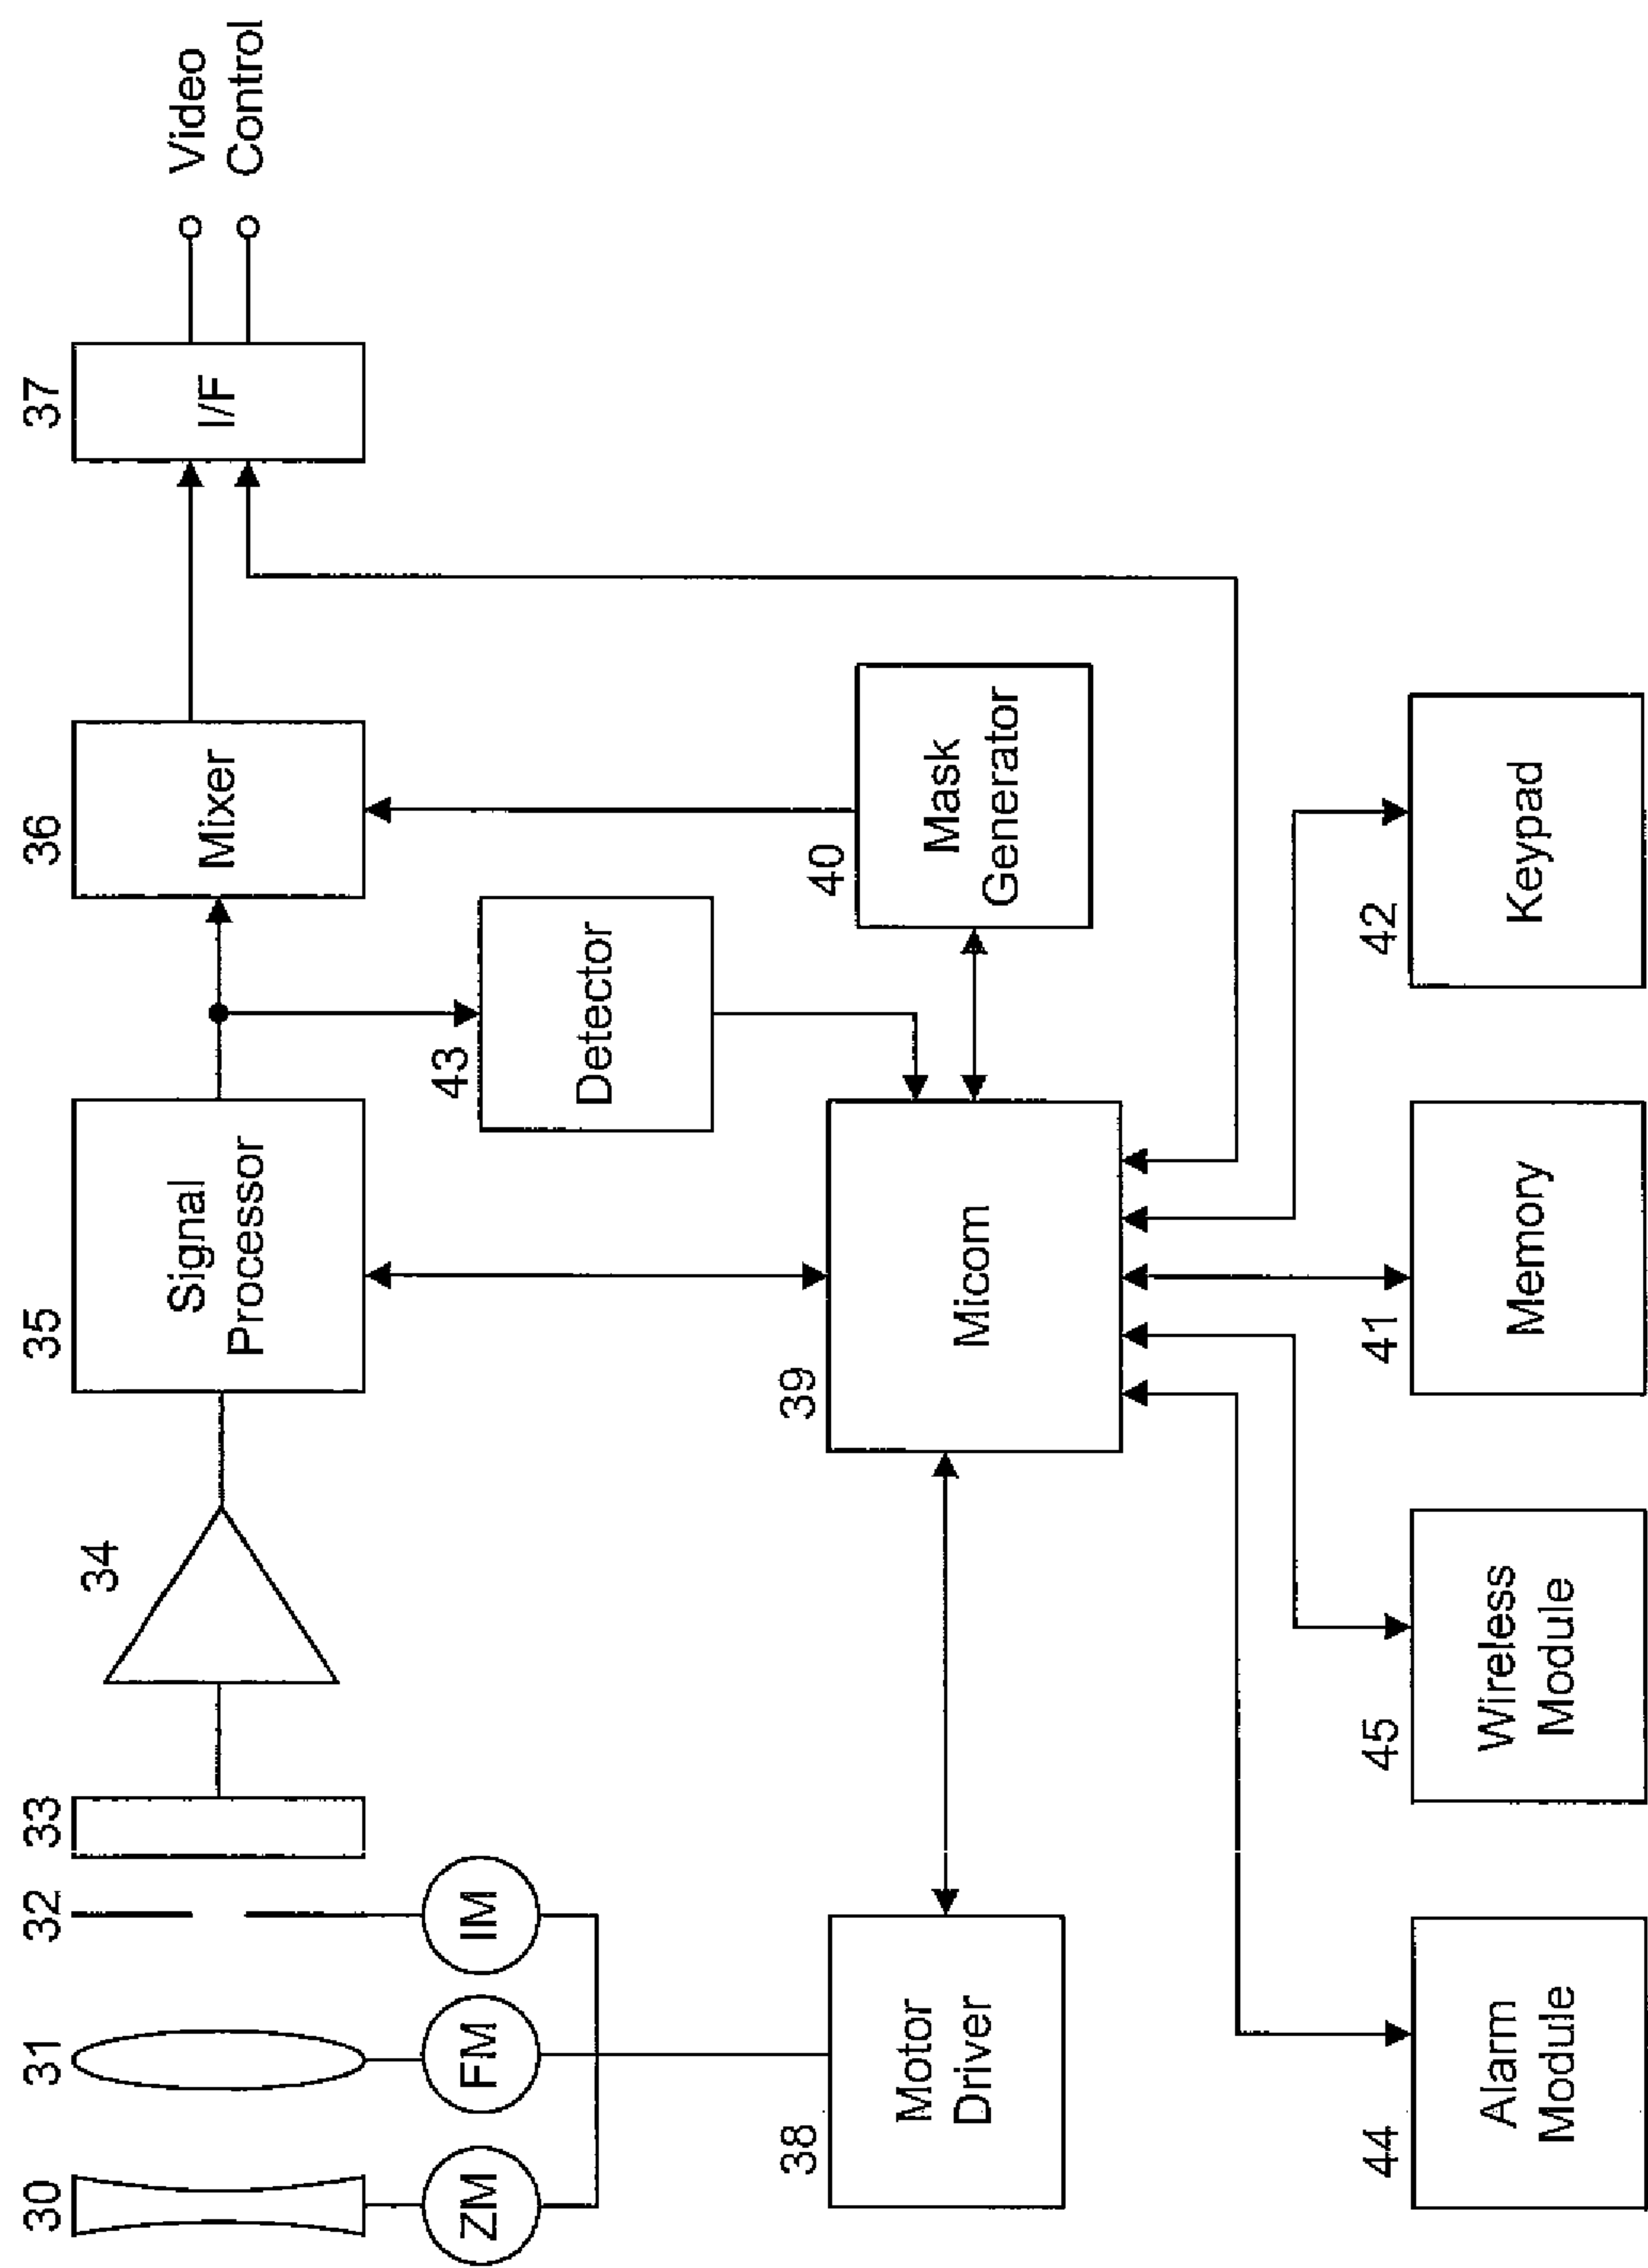 30
31
32
33
34
35
36
37
Signal
Processor
Mixer
I/F
Video
Control
ZM
FM
IM
43
Detector
38
Motor
Driver
39
Micom
40
Mask
Generator
44
Alarm
Module
45
Wireless
Module
41
Memory
42
Keypad